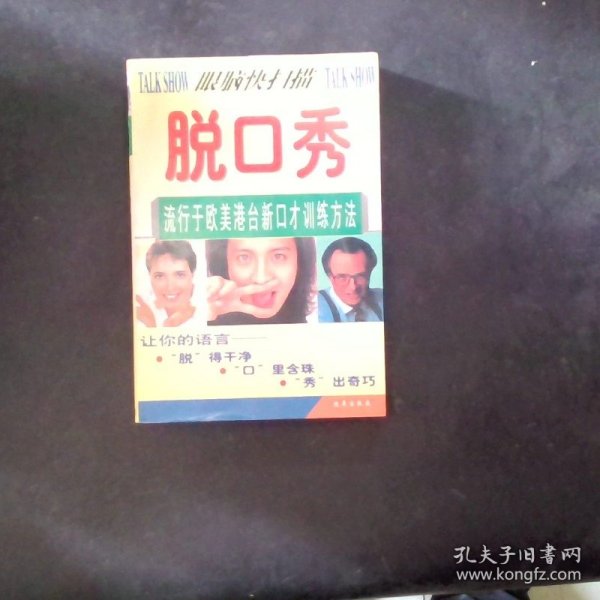 TALK SHOW 眼脑快扫描 TALK SHOW
脱口秀
流行于欧美港台新口才训练方法
让你的语言——
● "脱" 得干净
● "口" 里含珠
● "秀" 出奇巧
孔夫子旧书网
www.kongfz.com